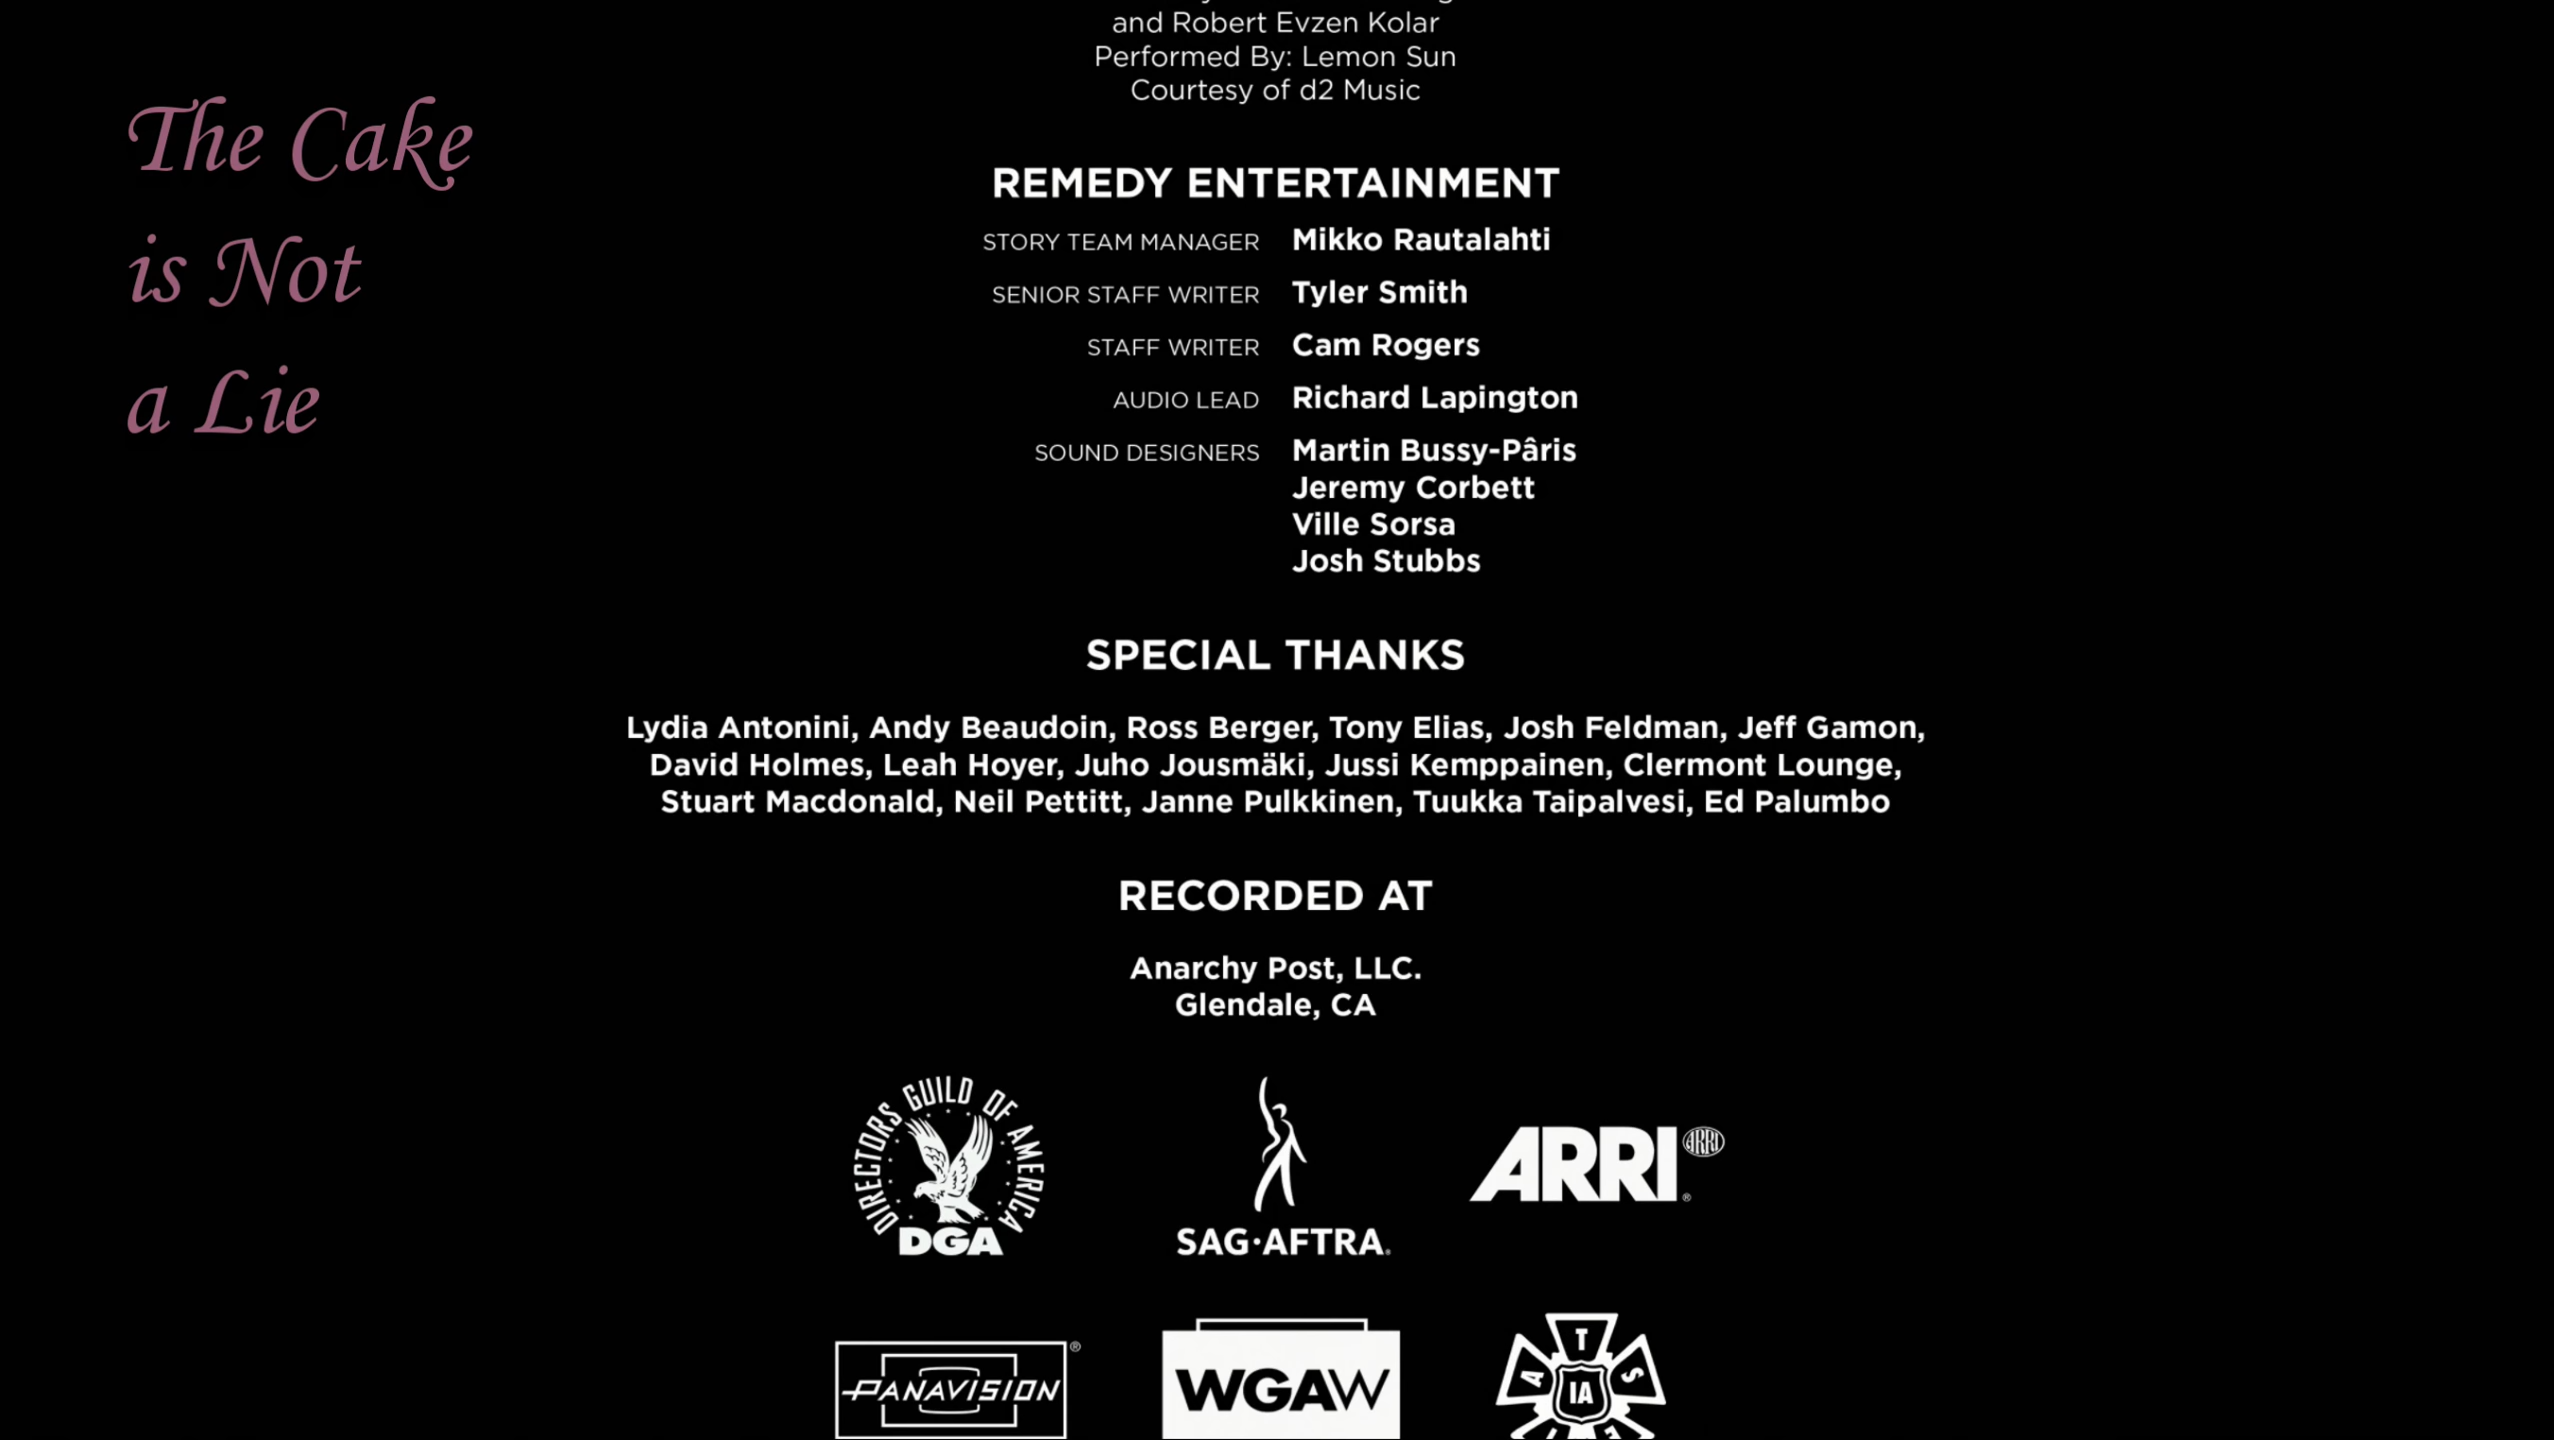 and Robert Evzen Kolar
Performed By: Lemon Sun
Courtesy of d2 Music
The Cake
is Not
a Lie
REMEDY ENTERTAINMENT
STORY TEAM MANAGER Mikko Rautalahti
SENIOR STAFF WRITER Tyler Smith
STAFF WRITER Cam Rogers
AUDIO LEAD Richard Lapington
SOUND DESIGNERS Martin Bussy-Pâris
Jeremy Corbett
Ville Sorsa
Josh Stubbs
SPECIAL THANKS
Lydia Antonini, Andy Beaudoin, Ross Berger, Tony Elias, Josh Feldman, Jeff Gamon,
David Holmes, Leah Hoyer, Juho Jousmäki, Jussi Kemppainen, Clermont Lounge,
Stuart Macdonald, Neil Pettitt, Janne Pulkkinen, Tuukka Taipalvesi, Ed Palumbo
RECORDED AT
Anarchy Post, LLC.
Glendale, CA
DIRECTORS GUILD OF AMERICA
DGA
SAG·AFTRA®
ARRI® ARRI
PANAVISION®
WGAW
IATSE
IA